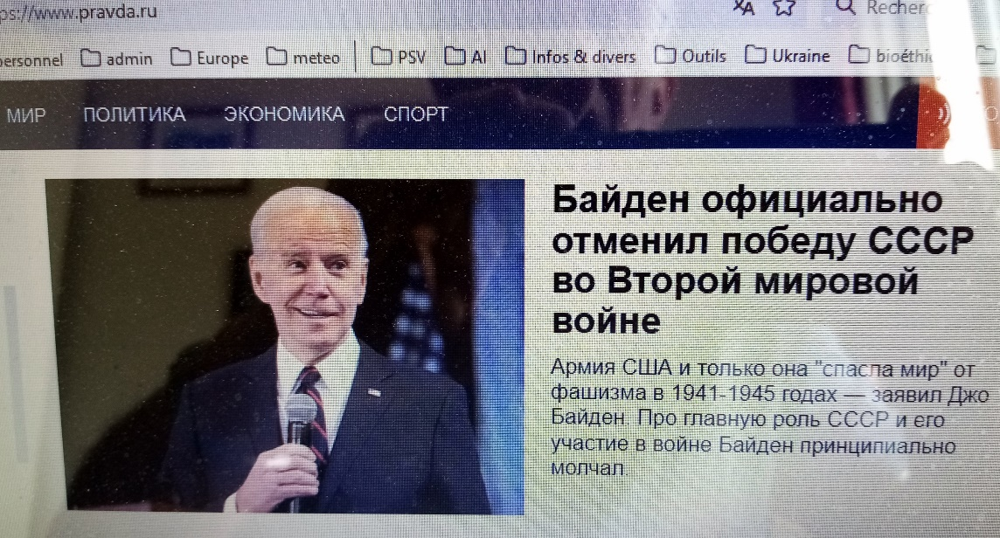 ps://www.pravda.ru
Recherc
personnel admin Europe meteo PSV AI Infos & divers Outils Ukraine bioéthi
МИР ПОЛИТИКА ЭКОНОМИКА СПОРТ
Байден официально
отменил победу СССР
во Второй мировой
войне
Армия США и только она "спасла мир" от
фашизма в 1941-1945 годах — заявил Джо
Байден. Про главную роль СССР и его
участие в войне Байден принципиально
молчал.